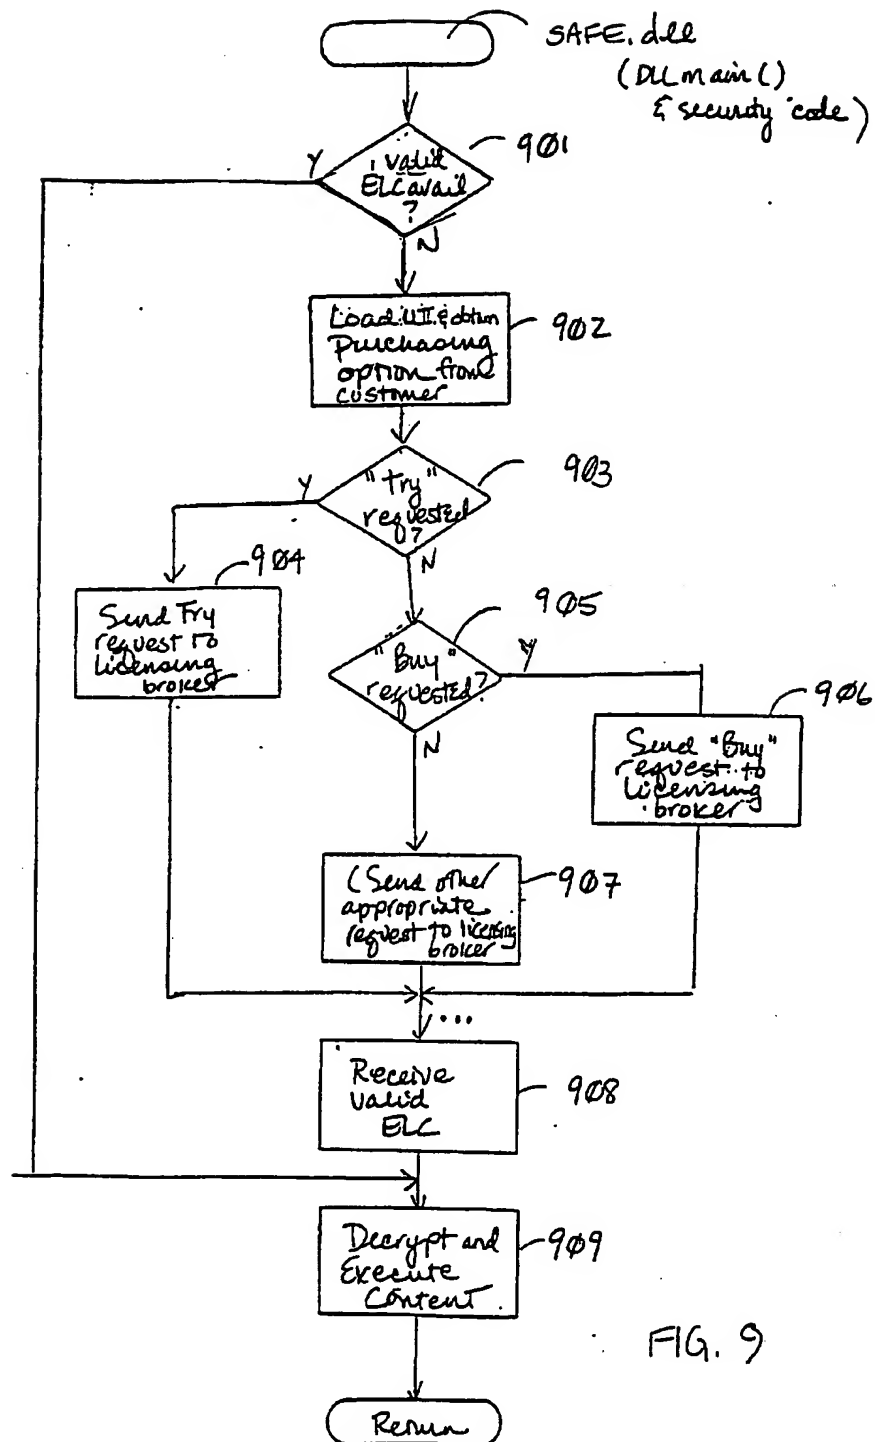 SAFE.dll
(DLLmain()
& security code)
901
Y
valid
ELC avail
?
N
902
Load UI & obtain
purchasing
option from
customer
903
Y
"Try"
requested
?
N
904
Send Try
request to
licensing
broker
905
Y
"Buy"
requested?
N
906
Send "Buy"
request to
licensing
broker
907
(Send other
appropriate
request to licensing
broker
...
908
Receive
valid
ELC
909
Decrypt and
Execute
Content
FIG. 9
Return